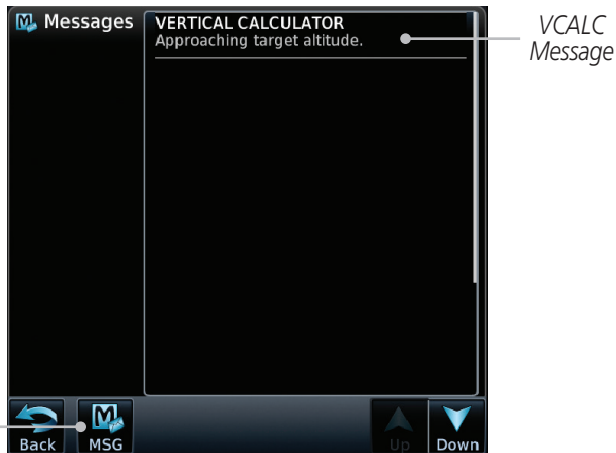 Messages
VERTICAL CALCULATOR
Approaching target altitude.
VCALC
Message
Back
MSG
Up
Down